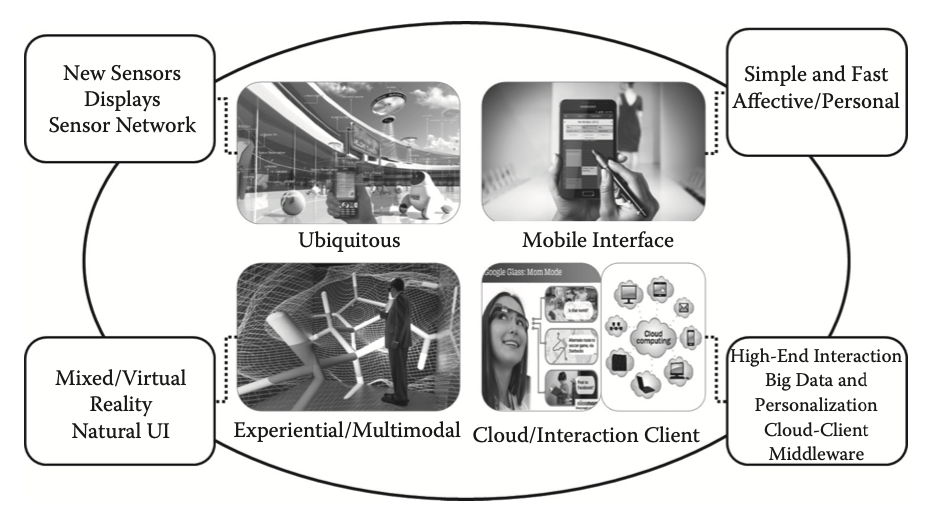 New Sensors
Displays
Sensor Network
Simple and Fast
Affective/Personal
Ubiquitous
Mobile Interface
Google Glass: Mom Mode
Cloud
computing
Mixed/Virtual
Reality
Natural UI
Experiential/Multimodal
Cloud/Interaction Client
High-End Interaction
Big Data and
Personalization
Cloud-Client
Middleware